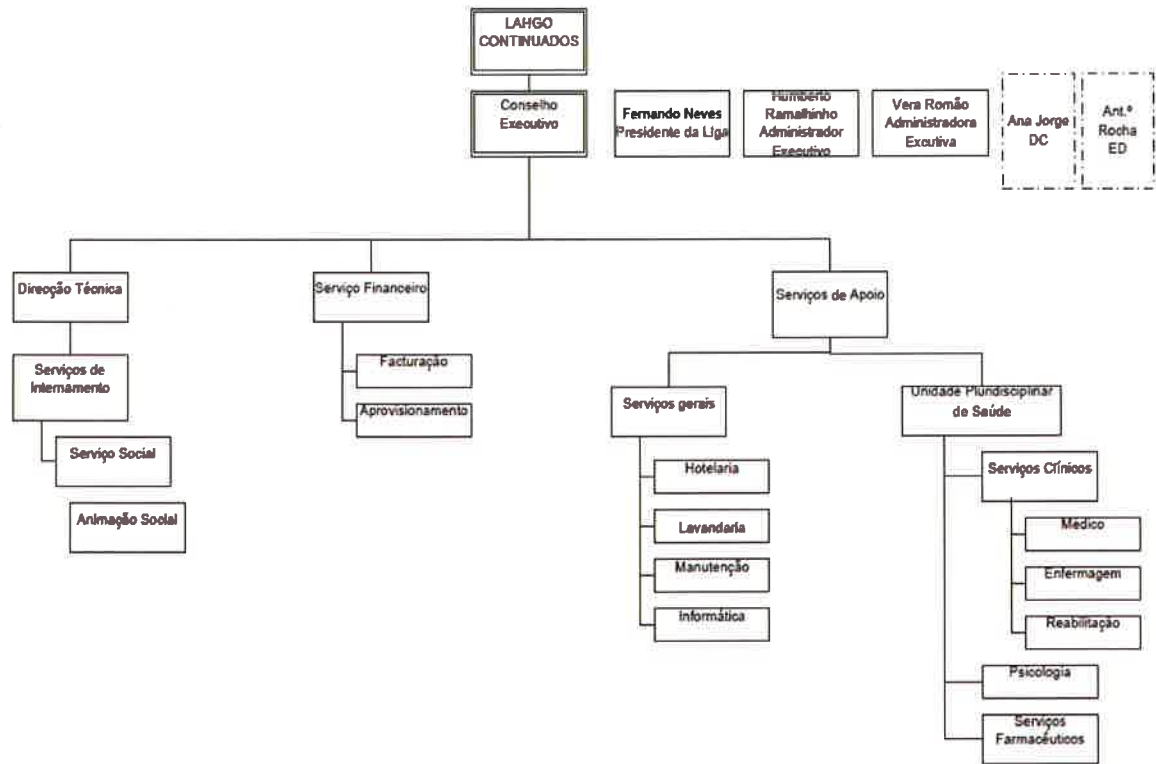 LAHGO
CONTINUADOS
Conselho
Executivo
Fernando Neves
Presidente da Liga
Humberto
Ramalhinho
Administrador
Executivo
Vera Romão
Administradora
Excutiva
Ana Jorge
DC
Ant.º
Rocha
ED
Direcção Técnica
Serviço Financeiro
Serviços de Apoio
Serviços de
Internamento
Facturação
Aprovisionamento
Serviço Social
Animação Social
Serviços gerais
Unidade Pluridisciplinar
de Saúde
Hotelaria
Lavandaria
Manutenção
Informática
Serviços Clínicos
Médico
Enfermagem
Reabilitação
Psicologia
Serviços
Farmacêuticos